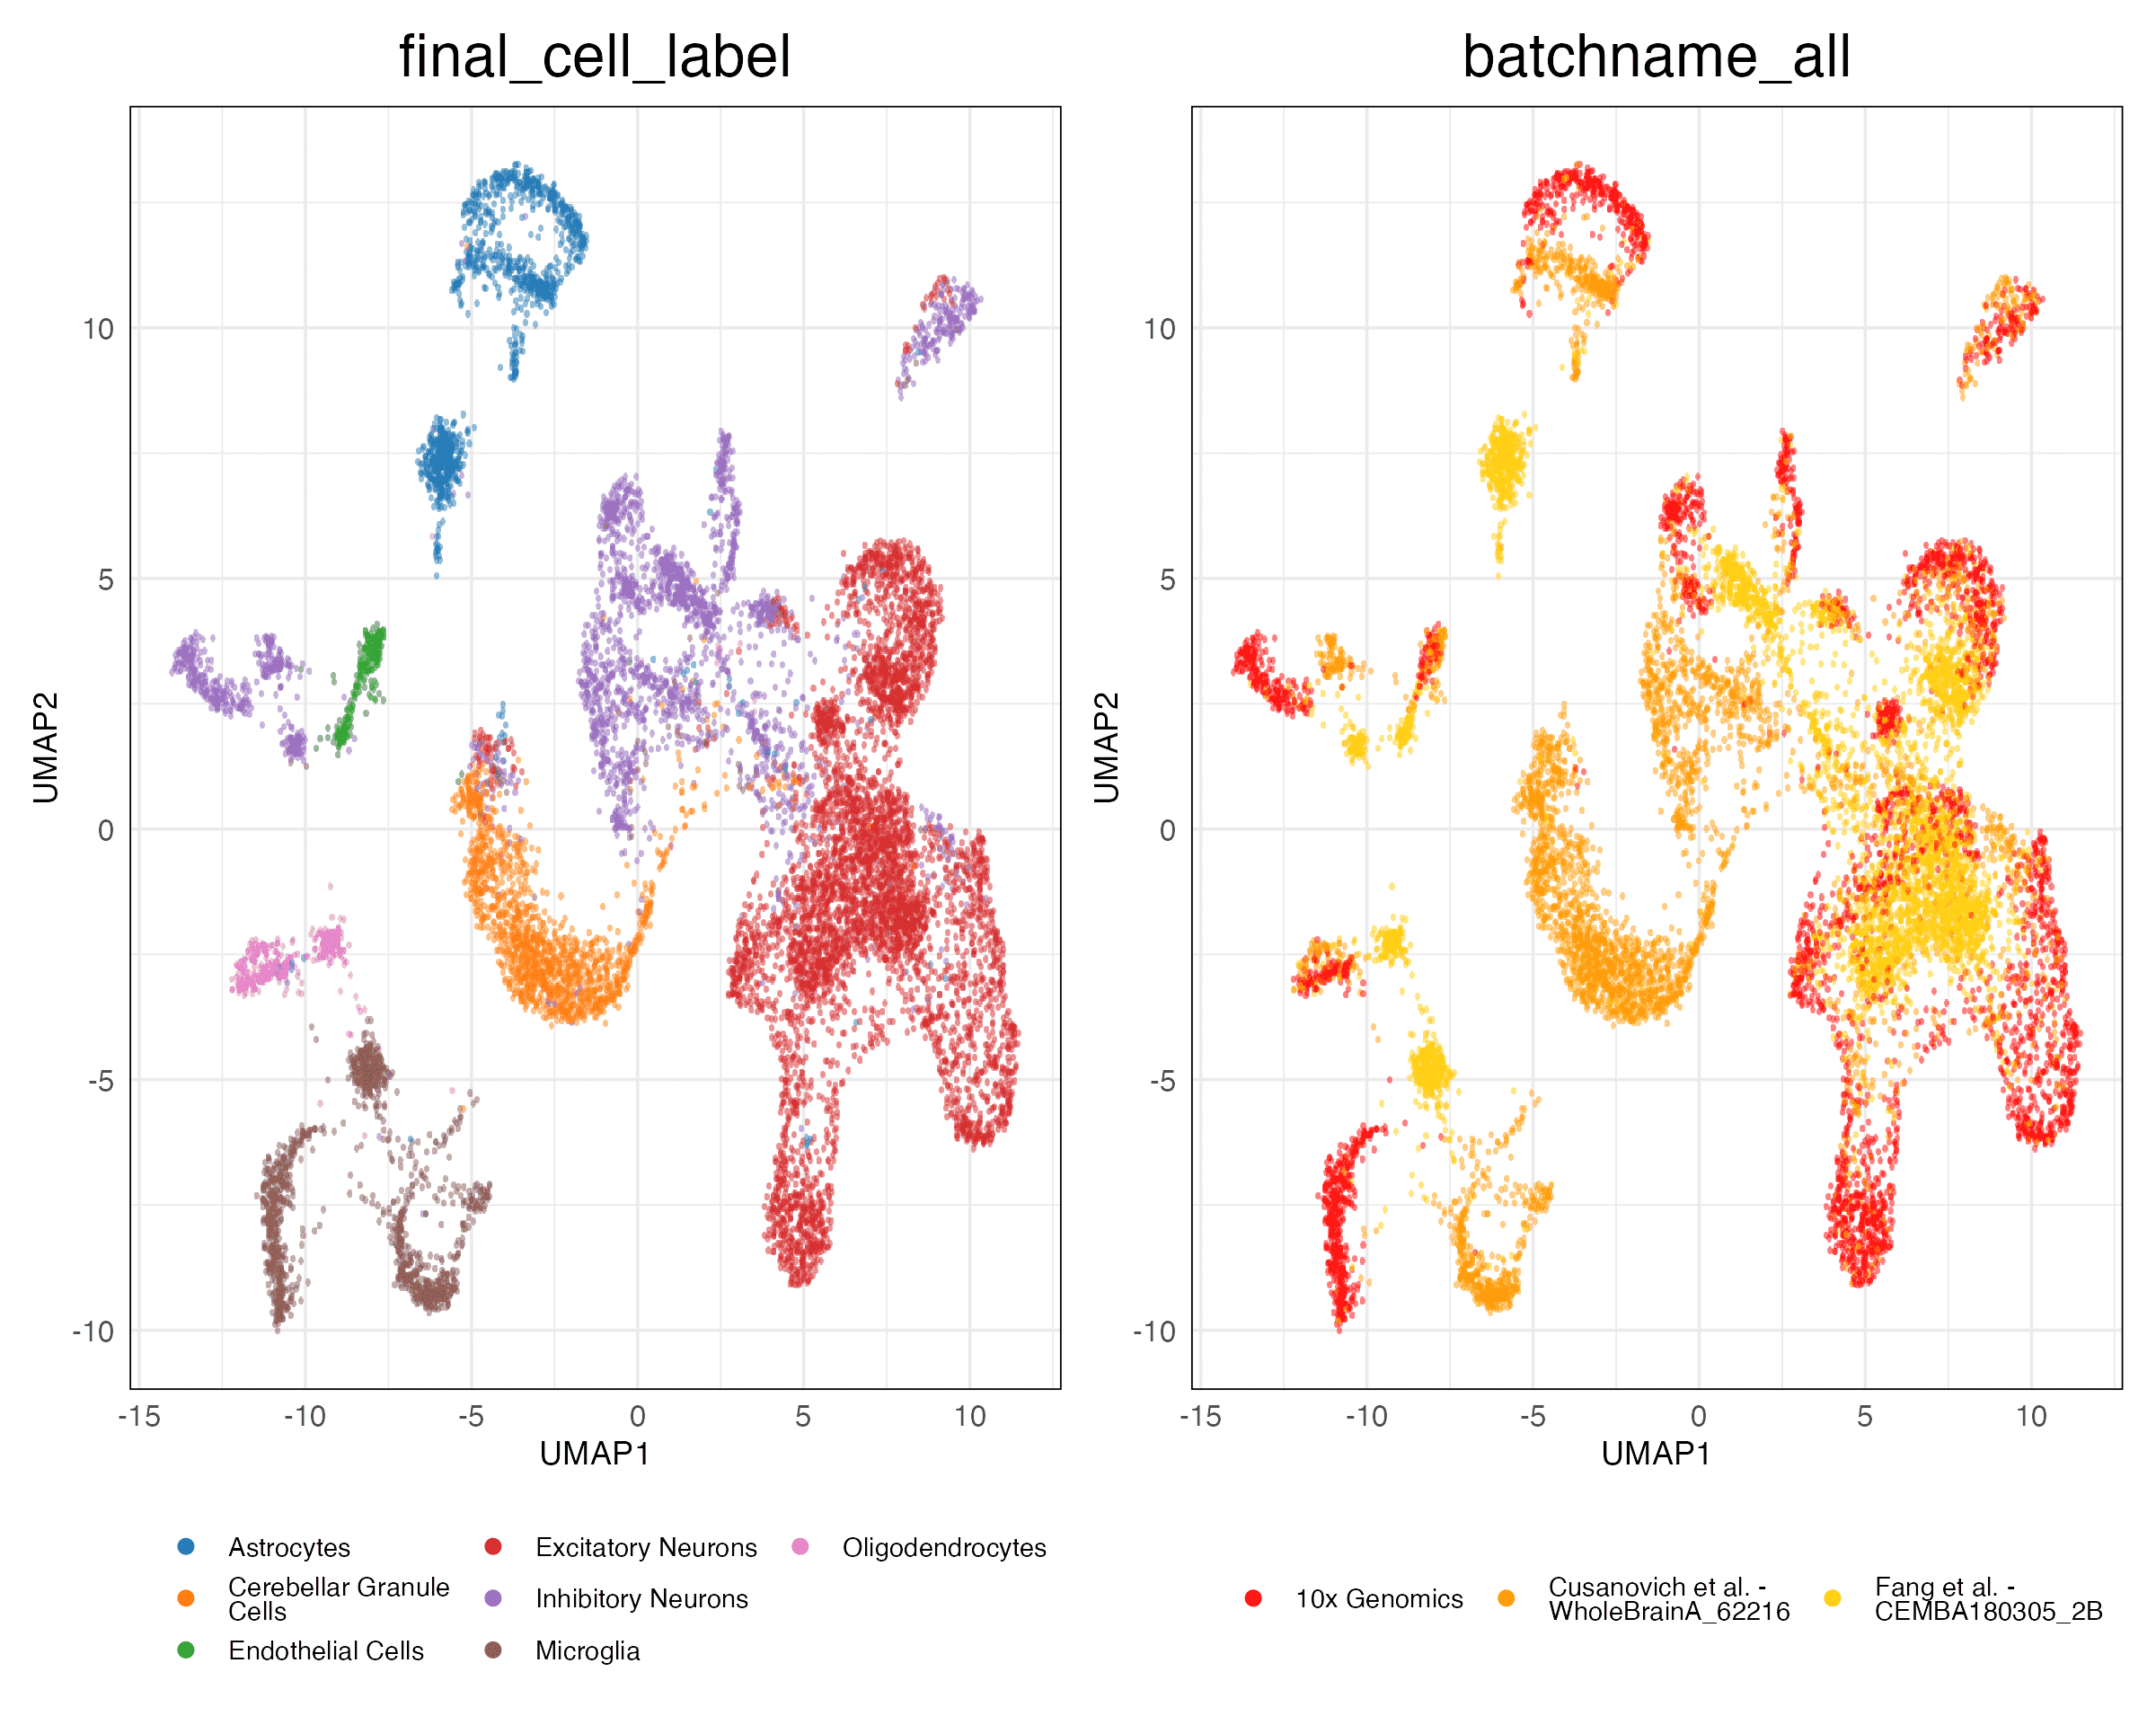 final_cell_label
batchname_all
10
5
0
-5
-10
UMAP2
-15
-10
-5
0
5
10
UMAP1
10
5
0
-5
-10
UMAP2
-15
-10
-5
0
5
10
UMAP1
Astrocytes
Cerebellar Granule
Cells
Endothelial Cells
Excitatory Neurons
Inhibitory Neurons
Microglia
Oligodendrocytes
10x Genomics
Cusanovich et al. -
WholeBrainA_62216
Fang et al. -
CEMBA180305_2B